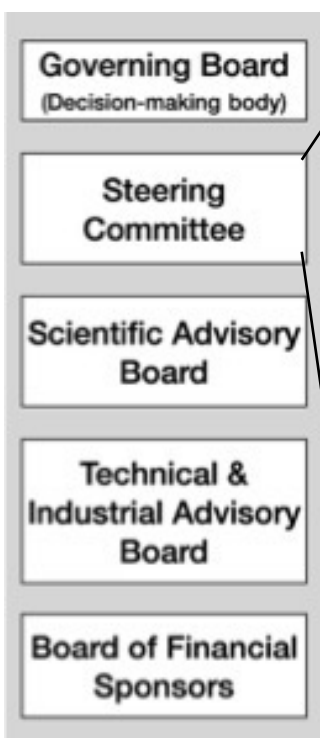 Governing Board
(Decision-making body)
Steering
Committee
Scientific Advisory
Board
Technical &
Industrial Advisory
Board
Board of Financial
Sponsors